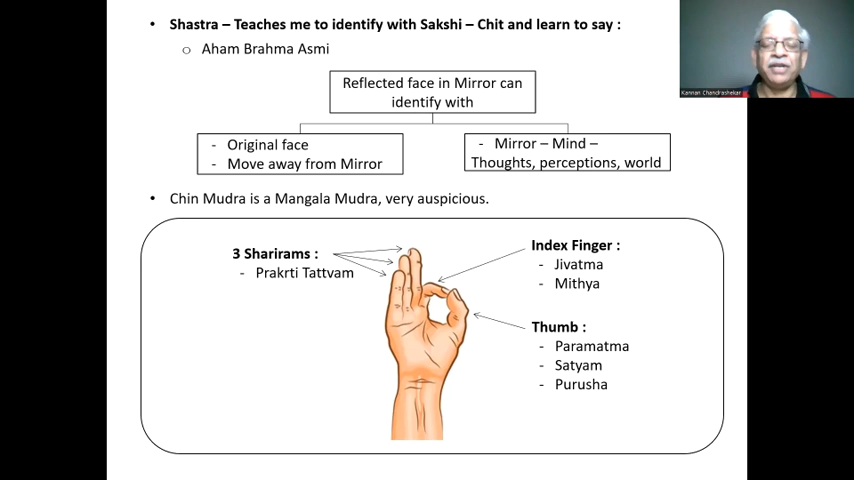 • Shastra – Teaches me to identify with Sakshi – Chit and learn to say :
o Aham Brahma Asmi
Reflected face in Mirror can
identify with
- Original face
- Move away from Mirror
- Mirror – Mind –
Thoughts, perceptions, world
• Chin Mudra is a Mangala Mudra, very auspicious.
3 Sharirams :
- Prakrti Tattvam
Index Finger :
- Jivatma
- Mithya
Thumb :
- Paramatma
- Satyam
- Purusha
Kannan Chandrashekar